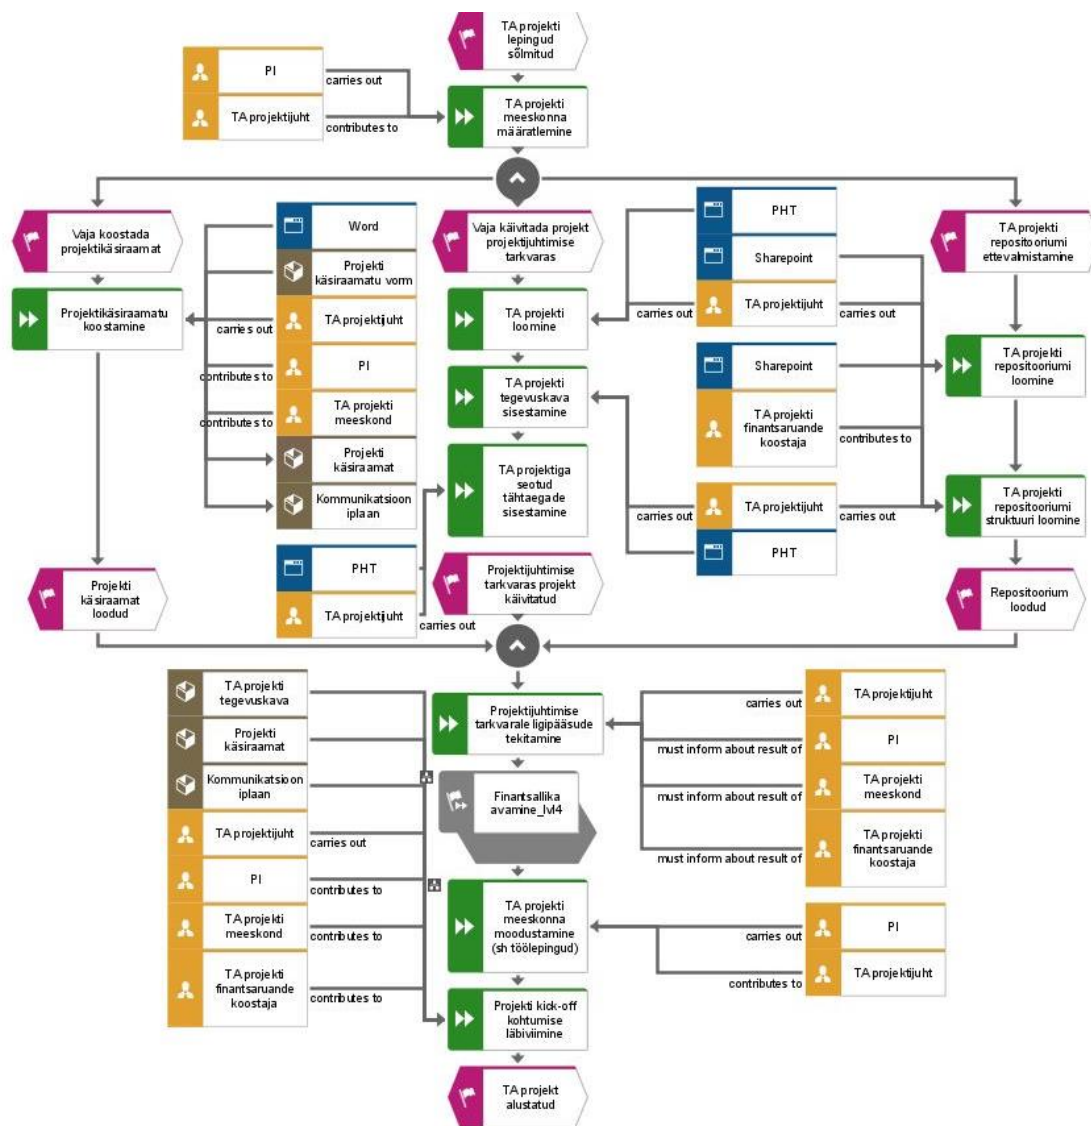 TA projekti
lepingud
sõlmitud
PI
carries out
TA projektijuht
contributes to
TA projekti
meeskonna
määratlemine
Vaja koostada
projektikäsiraamat
Projektikäsiraamatu
koostamine
Word
Projekti
käsiraamatu vorm
TA projektijuht
carries out
PI
contributes to
TA projekti
meeskond
contributes to
Projekti
käsiraamat
Kommunikatsioon
iplaan
PHT
TA projektijuht
carries out
Projekti
käsiraamat
loodud
Vaja käivitada projekt
projektijuhtimise
tarkvaras
TA projekti
loomine
TA projekti
tegevuskava
sisestamine
TA projektiga
seotud
tähtaegade
sisestamine
Projektijuhtimise
tarkvaras projekt
käivitatud
PHT
Sharepoint
TA projektijuht
carries out
carries out
Sharepoint
TA projekti
finantsaruande
koostaja
contributes to
TA projektijuht
carries out
carries out
PHT
TA projekti
repositooriumi
ettevalmistamine
TA projekti
repositooriumi
loomine
TA projekti
repositooriumi
struktuuri loomine
Repositoorium
loodud
TA projekti
tegevuskava
Projekti
käsiraamat
Kommunikatsioon
iplaan
TA projektijuht
carries out
PI
contributes to
TA projekti
meeskond
contributes to
TA projekti
finantsaruande
koostaja
contributes to
Projektijuhtimise
tarkvarale ligipääsude
tekitamine
Finantsallika
avamine_lvl4
TA projekti
meeskonna
moodustamine
(sh töölepingud)
Projekti kick-off
kohtumise
läbiviimine
TA projekt
alustatud
TA projektijuht
carries out
PI
must inform about result of
TA projekti
meeskond
must inform about result of
TA projekti
finantsaruande
koostaja
must inform about result of
PI
carries out
TA projektijuht
contributes to